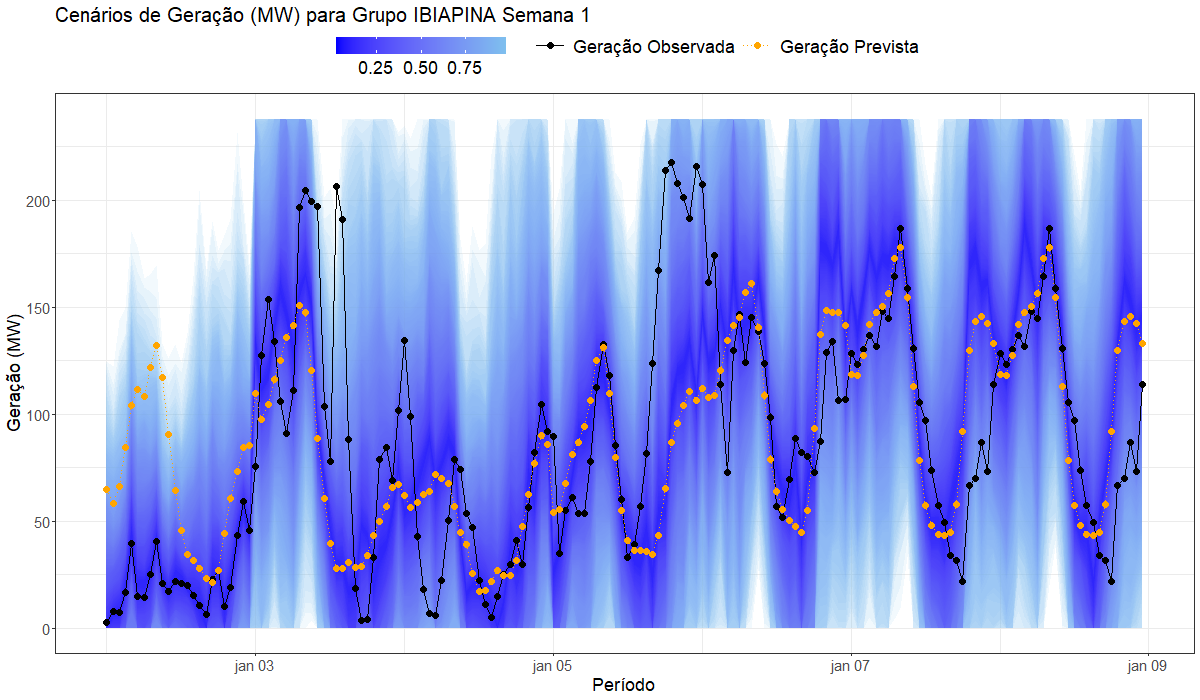 Cenários de Geração (MW) para Grupo IBIAPINA Semana 1
0.25 0.50 0.75 Geração Observada Geração Prevista
Geração (MW)
200
150
100
50
0
jan 03 jan 05 jan 07 jan 09
Período